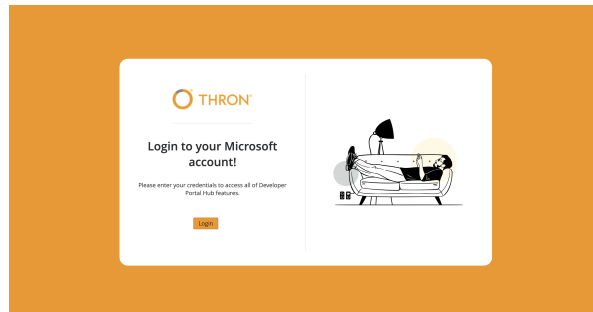 THRON
Login to your Microsoft
account!
Please enter your credentials to access all of Developer
Portal Hub features.
Login